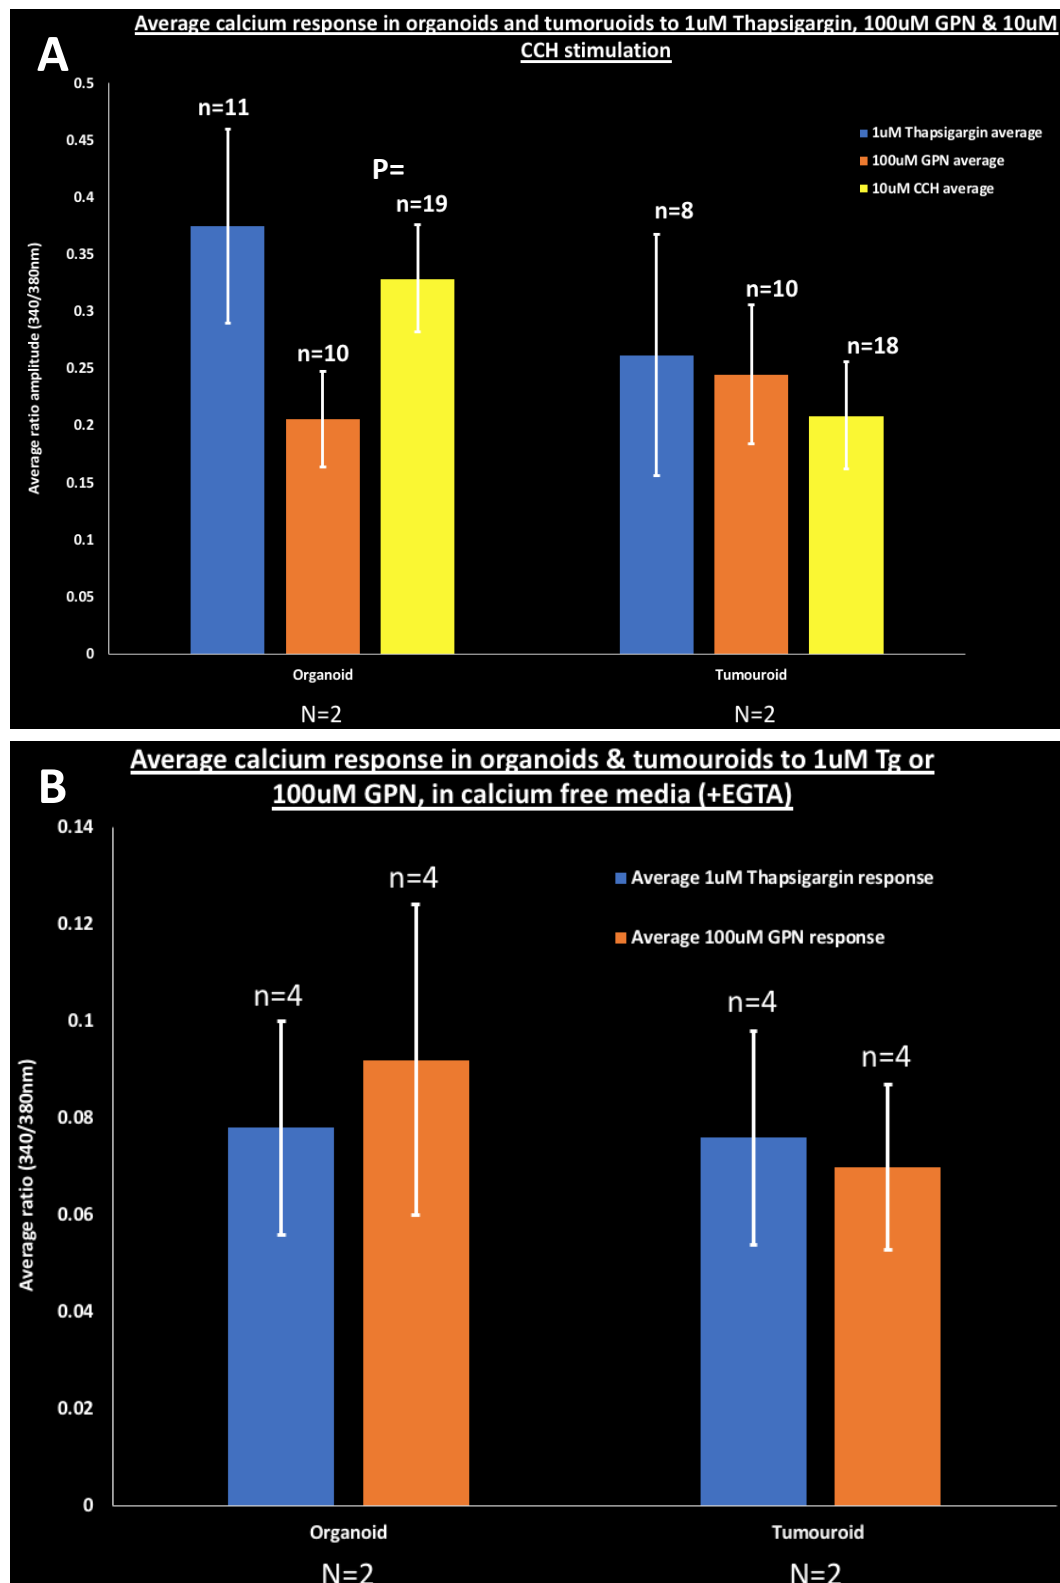 A
Average calcium response in organoids and tumoruoids to 1uM Thapsigargin, 100uM GPN & 10uM
CCH stimulation
0.5
0.45
0.4
0.35
0.3
0.25
0.2
0.15
0.1
0.05
0
Average ratio amplitude (340/380nm)
n=11
n=10
P=
n=19
n=8
n=10
n=18
1uM Thapsigargin average
100uM GPN average
10uM CCH average
Organoid
Tumouroid
N=2
N=2
B
Average calcium response in organoids & tumouroids to 1uM Tg or
100uM GPN, in calcium free media (+EGTA)
0.14
0.12
0.1
0.08
0.06
0.04
0.02
0
Average ratio (340/380nm)
n=4
n=4
n=4
n=4
Average 1uM Thapsigargin response
Average 100uM GPN response
Organoid
Tumouroid
N=2
N=2